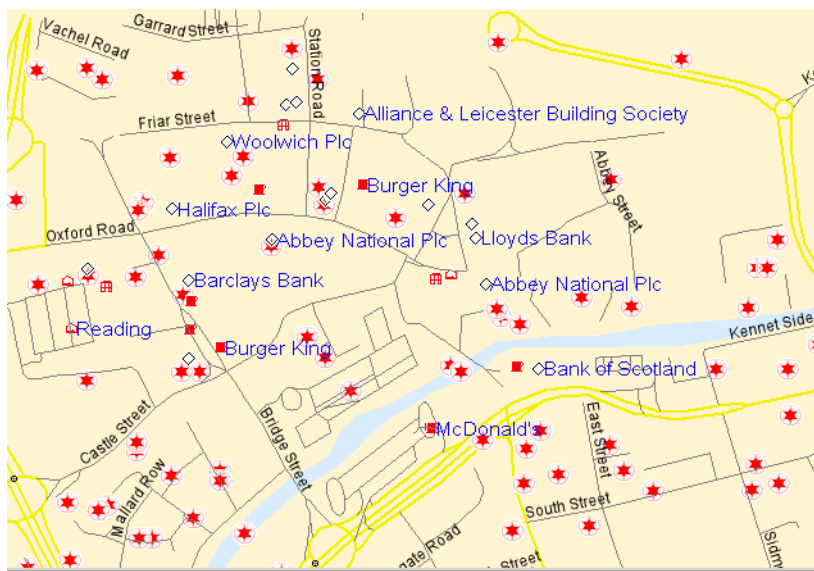 Garrard Street
Vachel Road
Station Road
Friar Street
Alliance & Leicester Building Society
Woolwich Plc
Abbey Street
Burger King
Halifax Plc
Oxford Road
Abbey National Plc
Lloyds Bank
Barclays Bank
Abbey National Plc
Reading
Kennet Side
Burger King
Bank of Scotland
Castle Street
Bridge Street
McDonald's
East Street
Mallard Row
South Street
gate Road
Street
Sidm